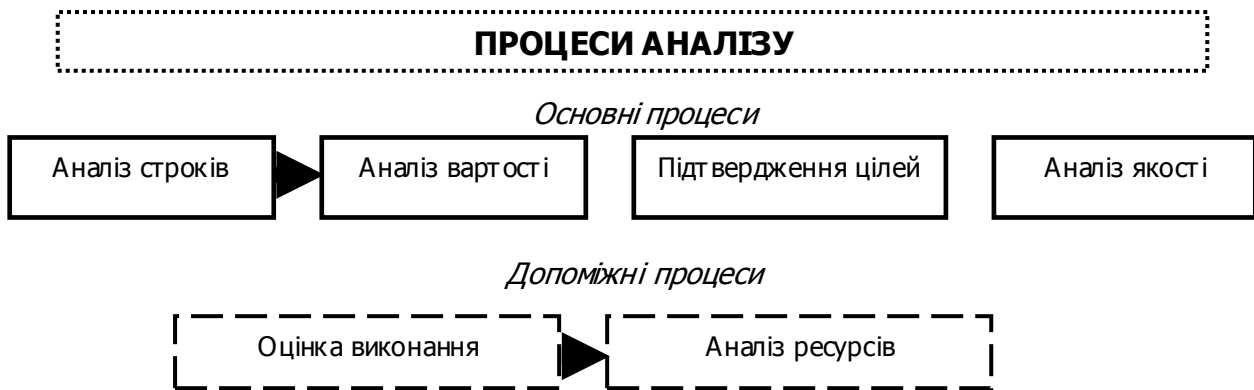 ПРОЦЕСИ АНАЛІЗУ
Основні процеси
Аналіз строків
Аналіз вартості
Підтвердження цілей
Аналіз якості
Допоміжні процеси
Оцінка виконання
Аналіз ресурсів